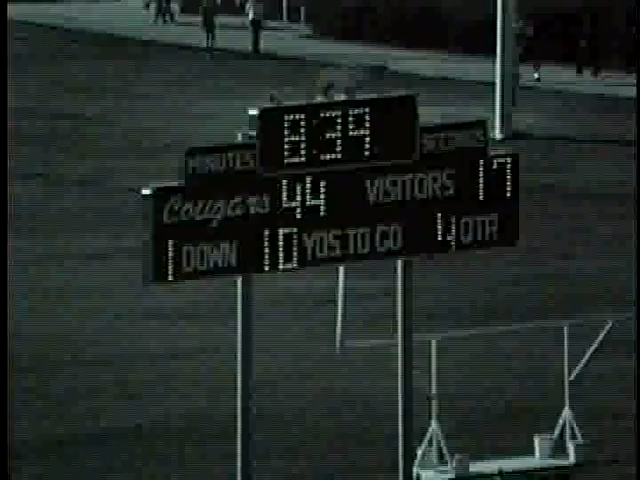 8:39
MINUTES SECONDS
Cougars 44 VISITORS 17
1 DOWN 10 YDS TO GO 4 QTR